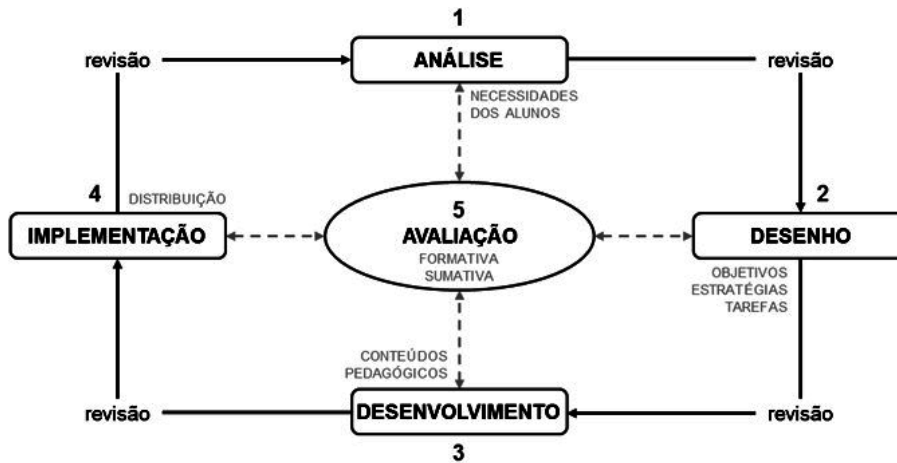 1
revisão
ANÁLISE
revisão
NECESSIDADES
DOS ALUNOS
4
DISTRIBUIÇÃO
IMPLEMENTAÇÃO
5
AVALIAÇÃO
FORMATIVA
SUMATIVA
2
DESENHO
OBJETIVOS
ESTRATÉGIAS
TAREFAS
CONTEÚDOS
PEDAGÓGICOS
revisão
DESENVOLVIMENTO
revisão
3